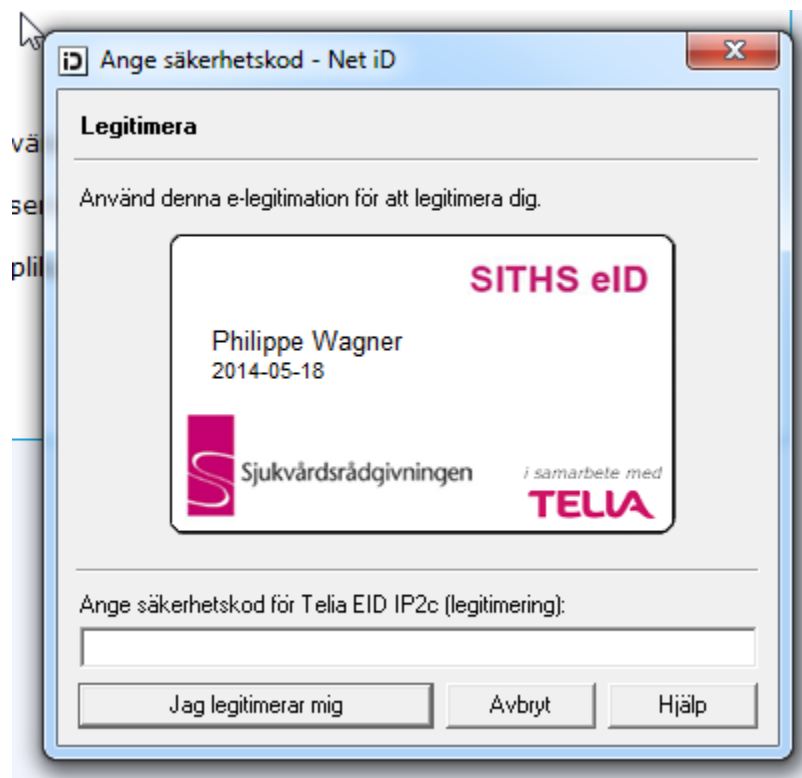 Ange säkerhetskod - Net iD
Legitimera
Använd denna e-legitimation för att legitimera dig.
SITHS eID
Philippe Wagner
2014-05-18
Sjukvårdsrådgivningen
i samarbete med
TELIA
Ange säkerhetskod för Telia EID IP2c (legitimering):
Jag legitimerar mig Avbryt Hjälp